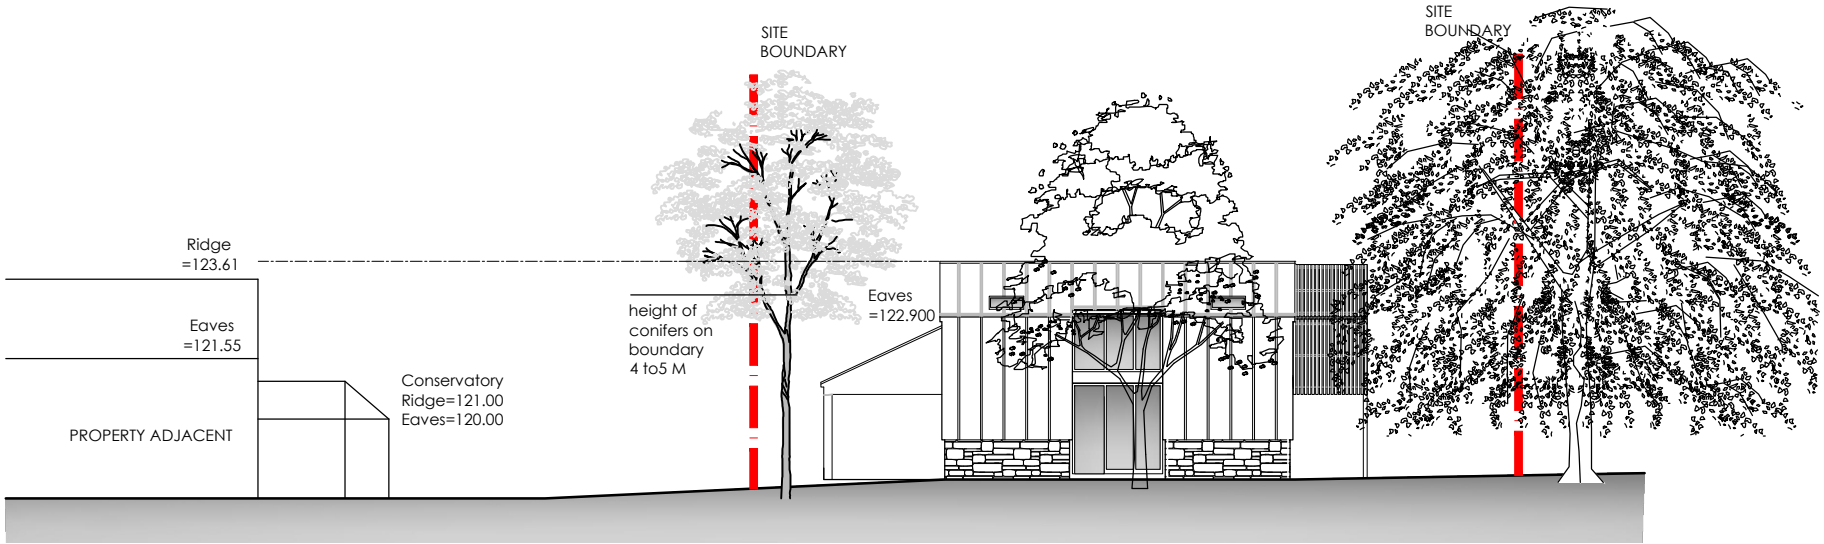 SITE
BOUNDARY
SITE
BOUNDARY
Ridge
=123.61
Eaves
=121.55
Conservatory
Ridge=121.00
Eaves=120.00
PROPERTY ADJACENT
height of
conifers on
boundary
4 to5 M
Eaves
=122.900